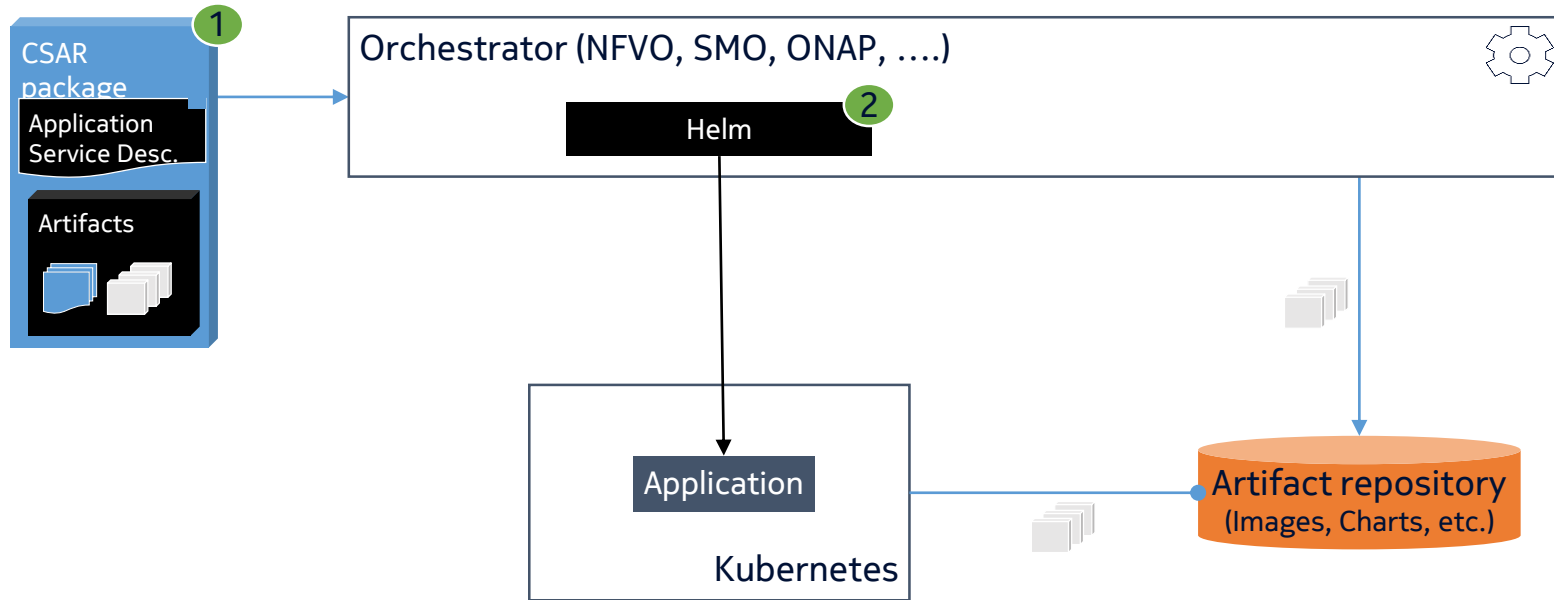 1
CSAR
package
Application
Service Desc.
Artifacts
Orchestrator (NFVO, SMO, ONAP, ....)
2
Helm
Application
Kubernetes
Artifact repository
(Images, Charts, etc.)